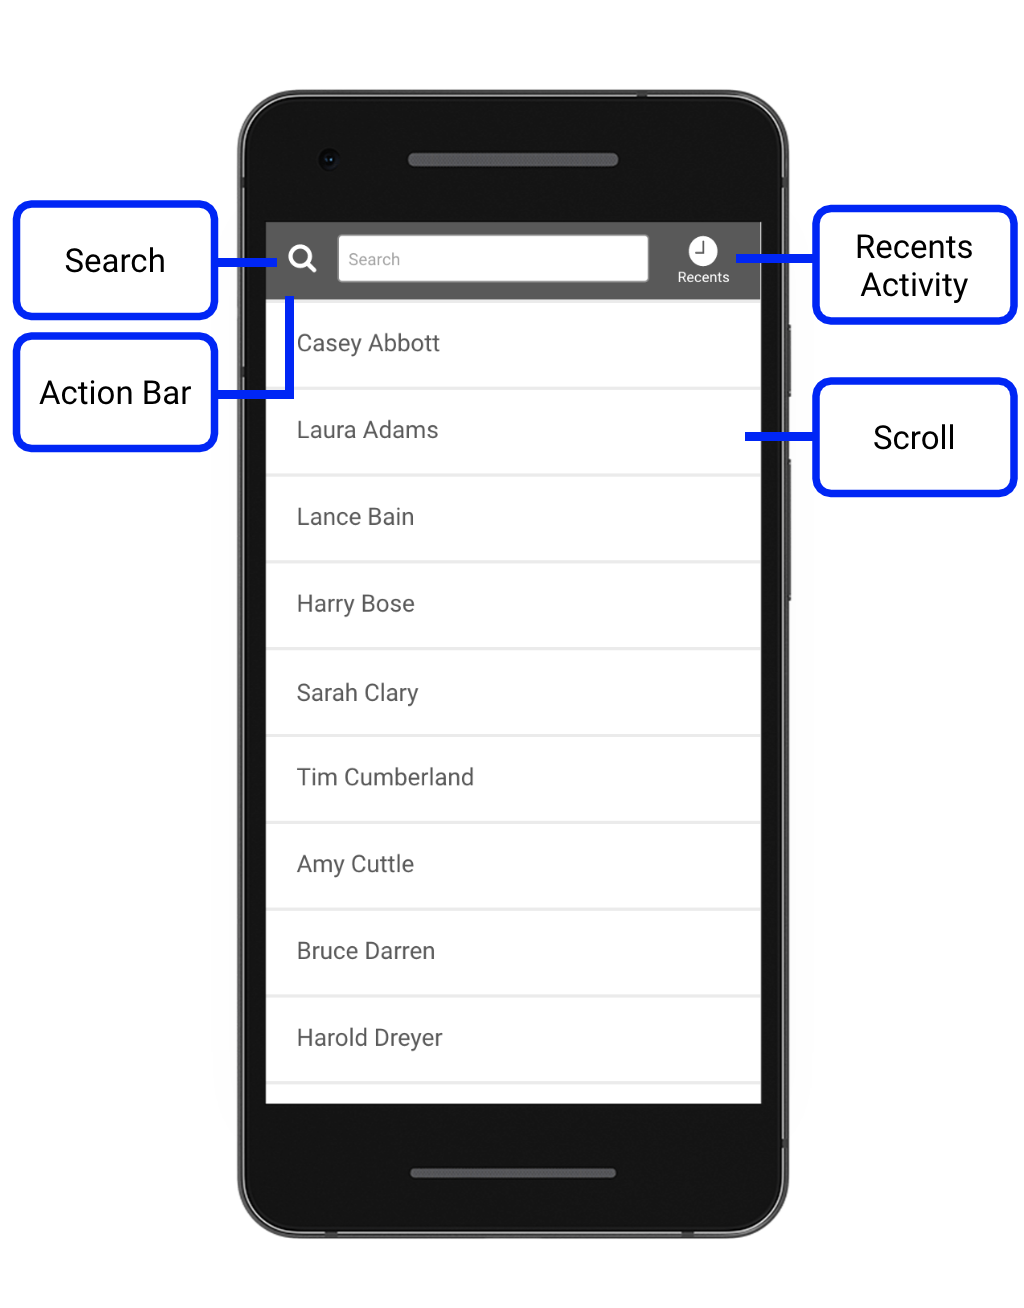 Search
Action Bar
Search
Recents
Recents
Activity
Scroll
Casey Abbott
Laura Adams
Lance Bain
Harry Bose
Sarah Clary
Tim Cumberland
Amy Cuttle
Bruce Darren
Harold Dreyer